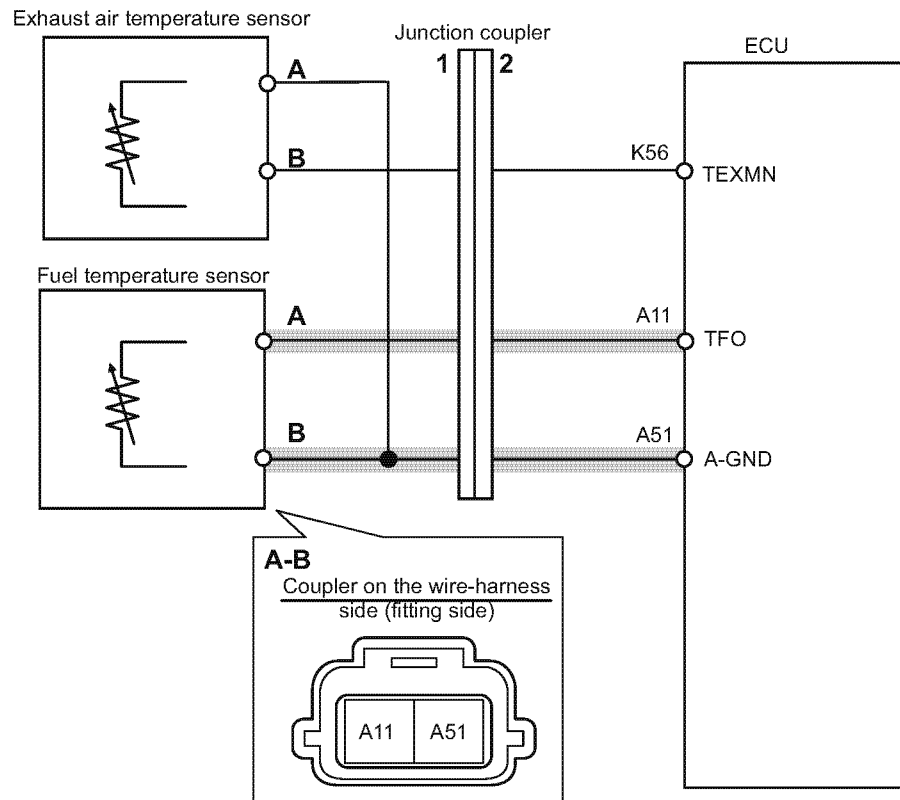 Exhaust air temperature sensor
Junction coupler
ECU
1 2
A
B
K56
TEXMN
Fuel temperature sensor
A
A11
TFO
B
A51
A-GND
A-B
Coupler on the wire-harness
side (fitting side)
A11 A51